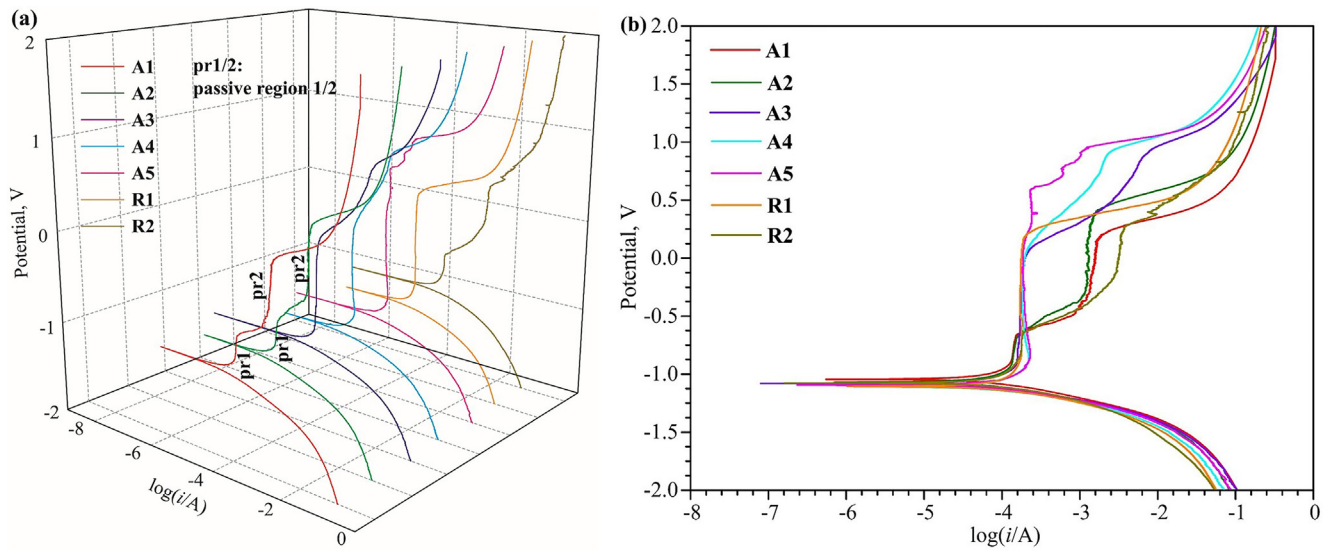 (a)
2
1
0
-1
-2
Potential, V
A1
A2
A3
A4
A5
R1
R2
pr1/2:
passive region 1/2
pr2
pr2
pr1
pr1
-8
-6
-4
-2
0
log(i/A)
(b)
2.0
1.5
1.0
0.5
0.0
-0.5
-1.0
-1.5
-2.0
Potential, V
A1
A2
A3
A4
A5
R1
R2
-8
-7
-6
-5
-4
-3
-2
-1
0
log(i/A)